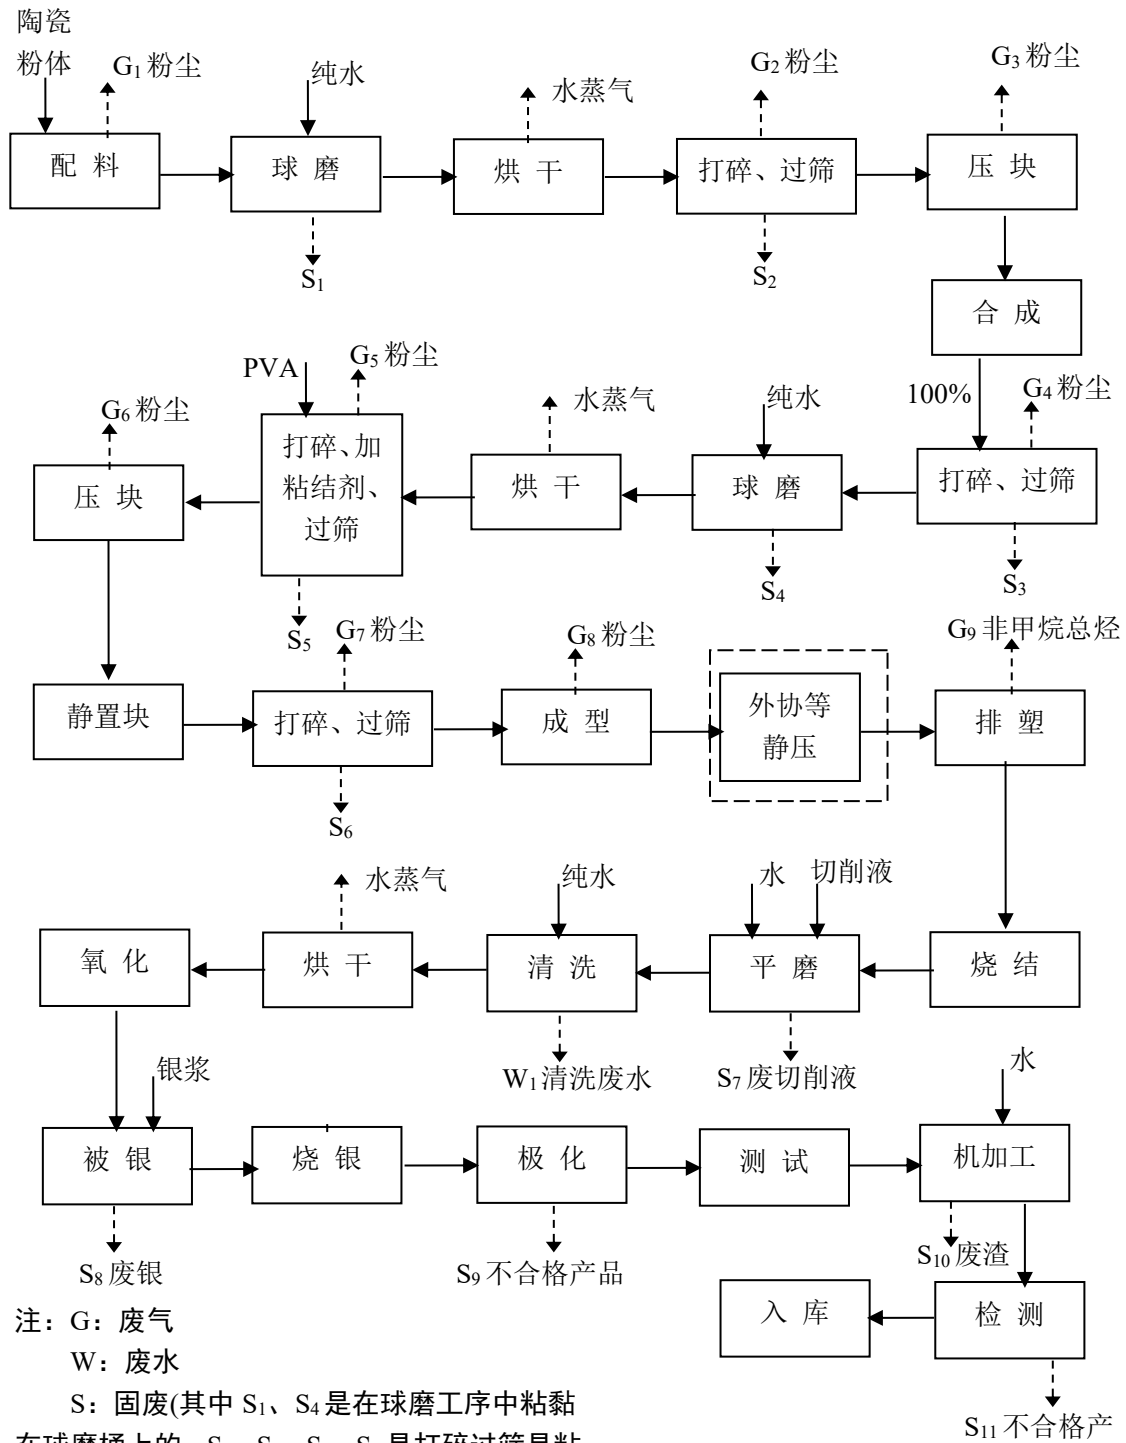 陶瓷
粉体
G₁粉尘
纯水
水蒸气
G₂粉尘
G₃粉尘
配 料
球 磨
烘 干
打碎、过筛
压 块
S₁
S₂
合 成
PVA
G₅粉尘
水蒸气
纯水
100%
G₄粉尘
G₆粉尘
压 块
打碎、加
粘结剂、
过筛
烘 干
球 磨
打碎、过筛
S₅
S₄
S₃
G₇粉尘
G₈粉尘
G₉非甲烷总烃
静置块
打碎、过筛
成 型
外协等
静压
排 塑
S₆
水蒸气
纯水
水
切削液
氧 化
烘 干
清 洗
平 磨
烧 结
W₁清洗废水
S₇废切削液
银浆
水
被 银
烧 银
极 化
测 试
机加工
S₈废银
S₉不合格产品
S₁₀废渣
入 库
检 测
S₁₁不合格产
注：G：废气
W：废水
S：固废(其中 S₁、S₄是在球磨工序中粘黏